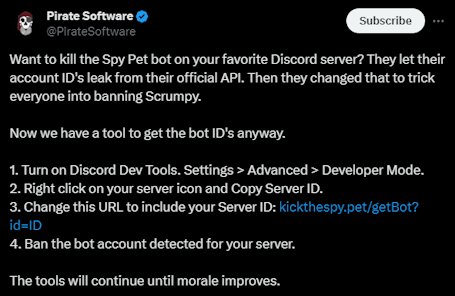 Pirate Software
@PIrateSoftware
Subscribe
Want to kill the Spy Pet bot on your favorite Discord server? They let their
account ID's leak from their official API. Then they changed that to trick
everyone into banning Scrumpy.
Now we have a tool to get the bot ID's anyway.
1. Turn on Discord Dev Tools. Settings > Advanced > Developer Mode.
2. Right click on your server icon and Copy Server ID.
3. Change this URL to include your Server ID: kickthespy.pet/getBot?
id=ID
4. Ban the bot account detected for your server.
The tools will continue until morale improves.